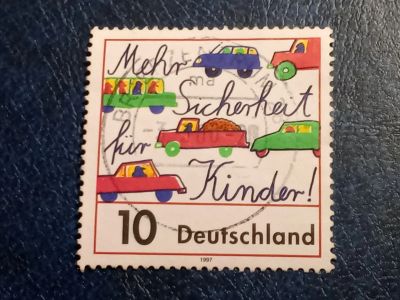 Mehr
Sicherheit
für
Kinder!
10 Deutschland
1997